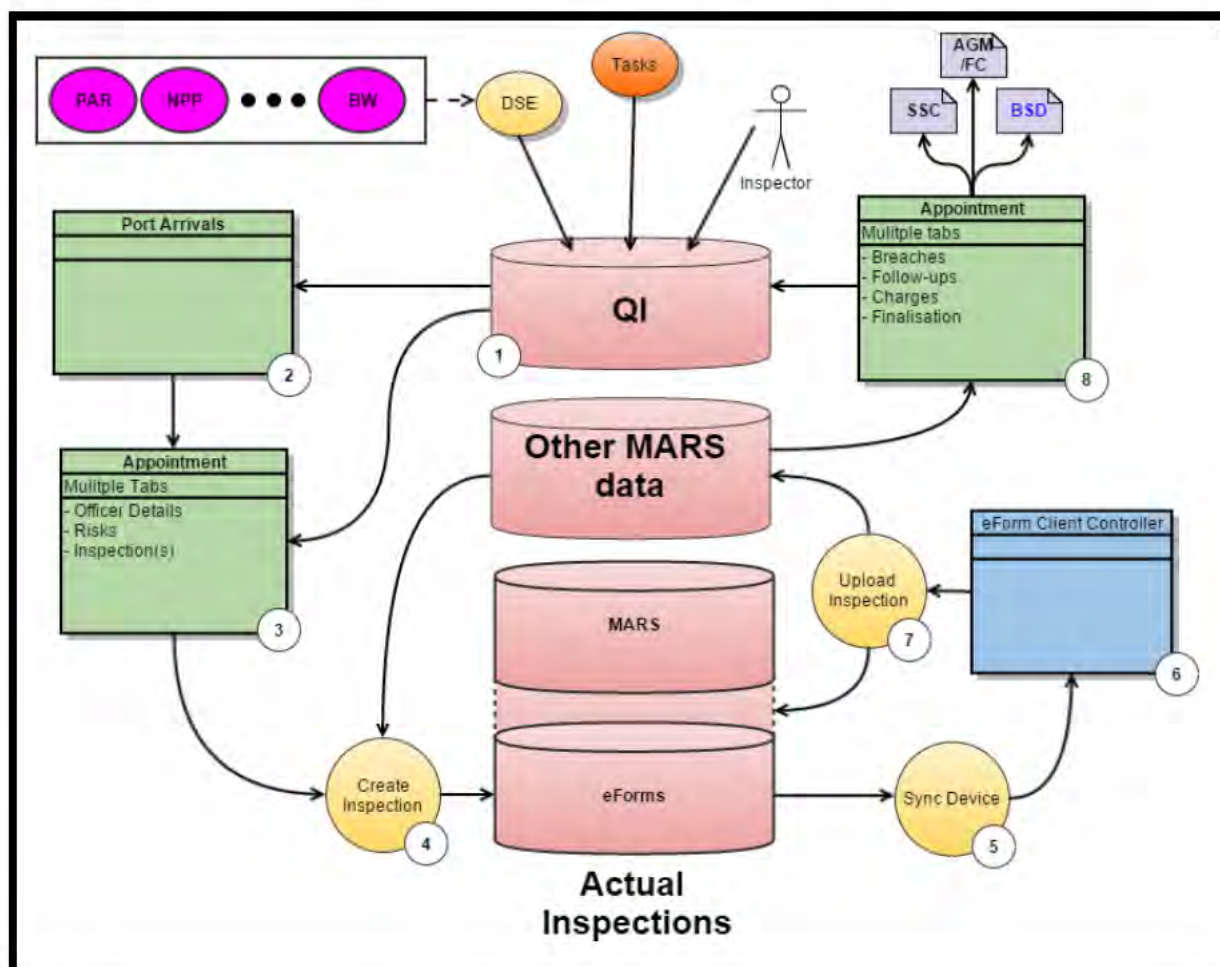 PAR
NPP
BW
DSE
Tasks
Inspector
AGM
/FC
SSC
BSD
Port Arrivals
2
QI
1
Appointment
Mulitple tabs
- Breaches
- Follow-ups
- Charges
- Finalisation
8
Appointment
Mulitple Tabs
- Officer Details
- Risks
- Inspection(s)
3
Other MARS
data
eForm Client Controller
6
Upload
Inspection
7
MARS
Create
Inspection
4
eForms
Sync Device
5
Actual
Inspections